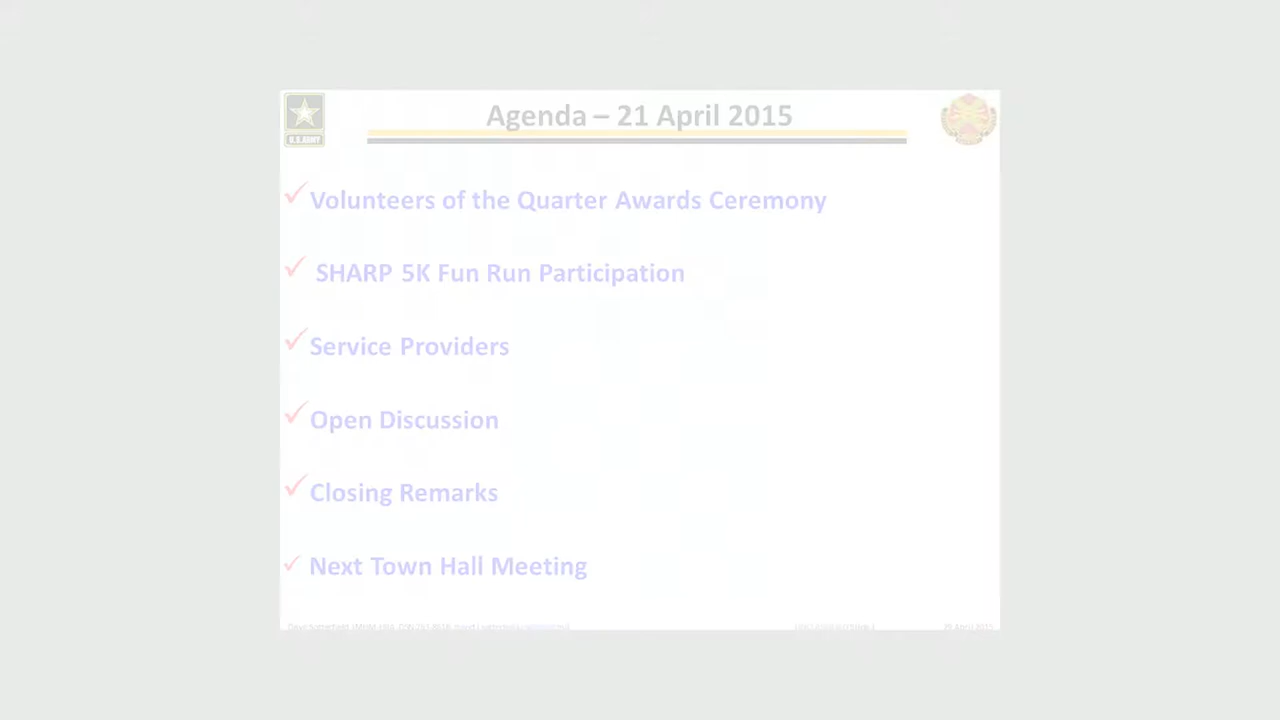 Agenda – 21 April 2015
U.S.ARMY
Volunteers of the Quarter Awards Ceremony
SHARP 5K Fun Run Participation
Service Providers
Open Discussion
Closing Remarks
Next Town Hall Meeting